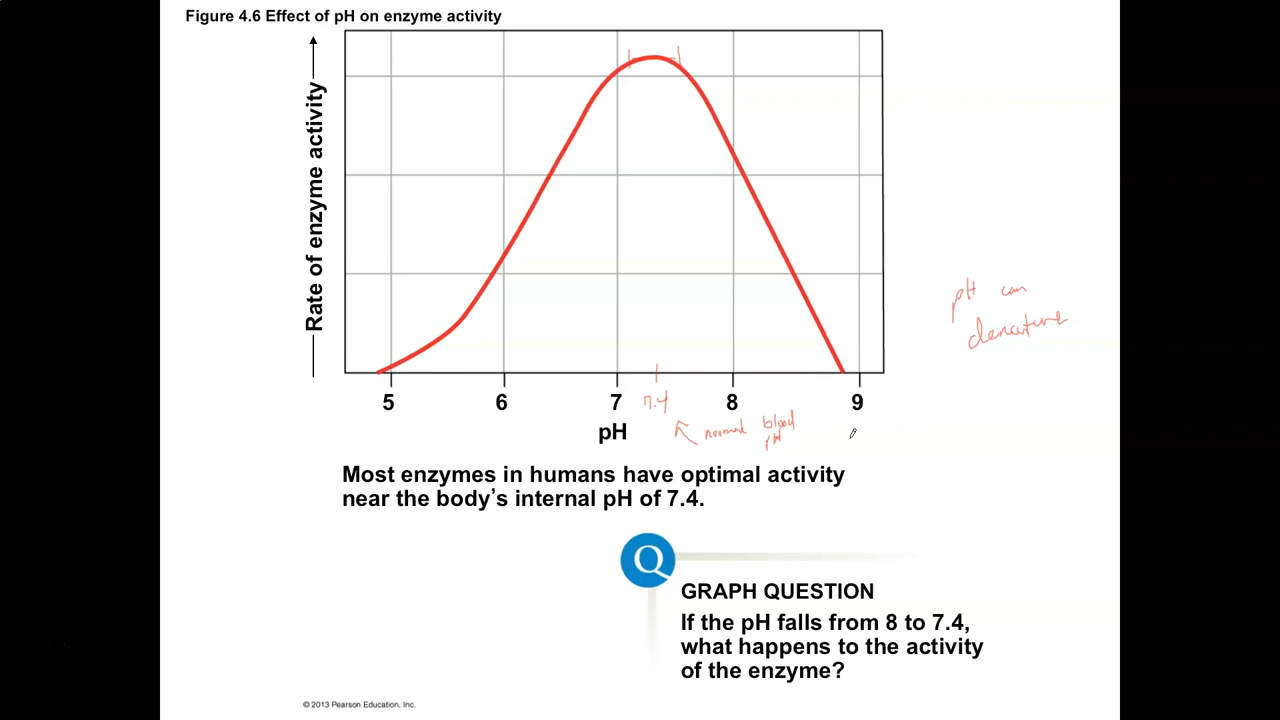 Figure 4.6 Effect of pH on enzyme activity
Rate of enzyme activity
5 6 7 8 9
7.4
pH
normal blood
pH
pH can
denature
Most enzymes in humans have optimal activity
near the body’s internal pH of 7.4.
Q
GRAPH QUESTION
If the pH falls from 8 to 7.4,
what happens to the activity
of the enzyme?
© 2013 Pearson Education, Inc.